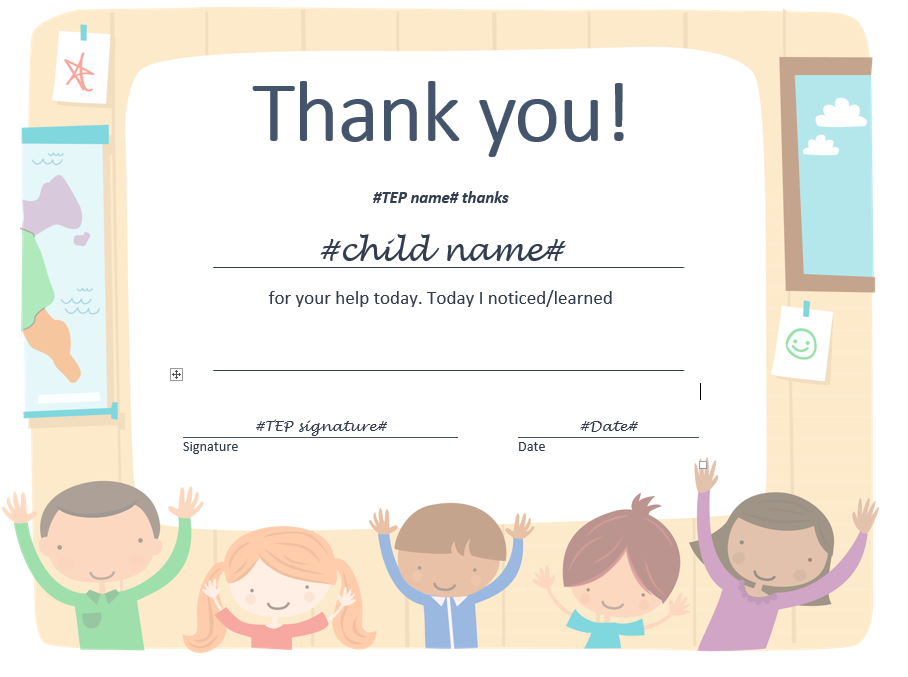 Thank you!
#TEP name# thanks
#child name#
for your help today. Today I noticed/learned
#TEP signature#
#Date#
Signature
Date